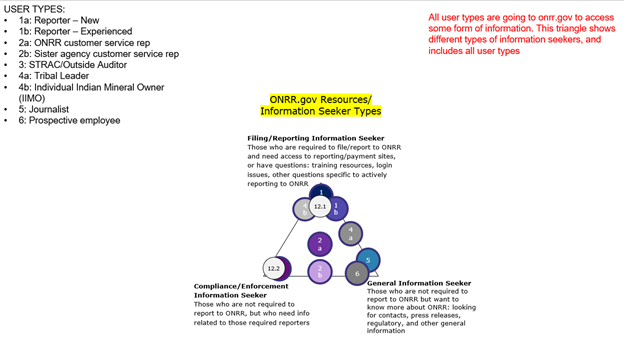 USER TYPES:
• 1a: Reporter – New
• 1b: Reporter – Experienced
• 2a: ONRR customer service rep
• 2b: Sister agency customer service rep
• 3: STRAC/Outside Auditor
• 4a: Tribal Leader
• 4b: Individual Indian Mineral Owner
(IIMO)
• 5: Journalist
• 6: Prospective employee
All user types are going to onrr.gov to access
some form of information. This triangle shows
different types of information seekers, and
includes all user types
ONRR.gov Resources/
Information Seeker Types
Filing/Reporting Information Seeker
Those who are required to file/report to ONRR
and need access to reporting/payment sites,
or have questions: training resources, login
issues, other questions specific to actively
reporting to ONRR
1
4
b
12.1
1
b
4
a
2
a
5
12.2
2
b
6
Compliance/Enforcement
Information Seeker
Those who are not required to
report to ONRR, but who need info
related to those required reporters
General Information Seeker
Those who are not required to
report to ONRR but want to
know more about ONRR: looking
for contacts, press releases,
regulatory, and other general
information